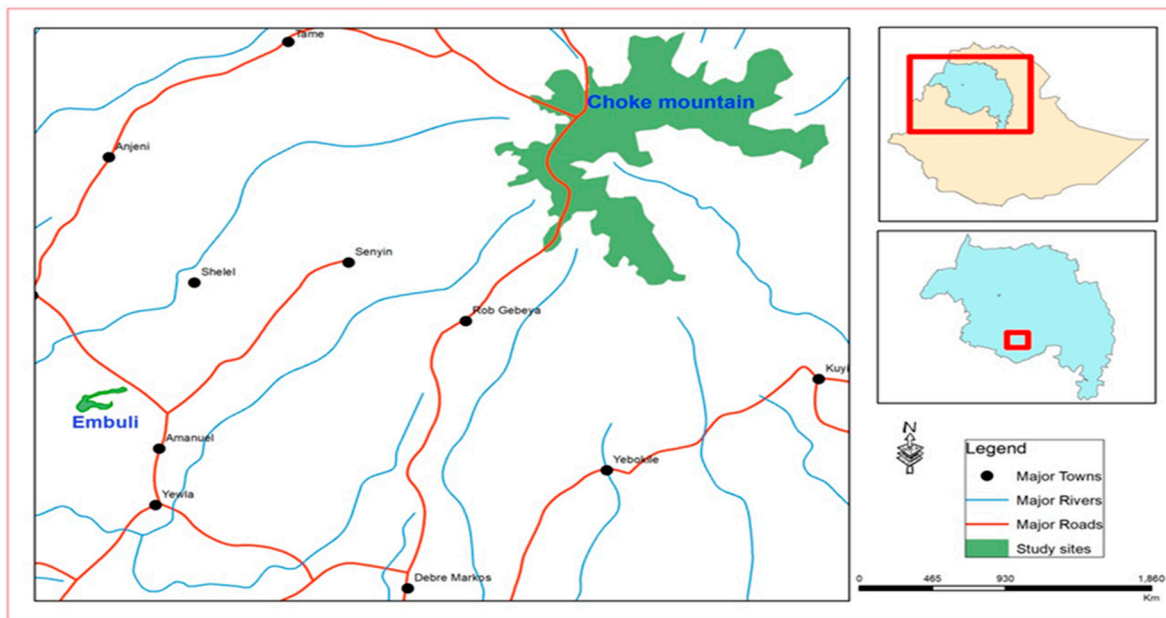 Tame
Choke mountain
Anjeni
Senyin
Shelel
Rob Gebeya
Kuyi
Embuli
Amanuel
Yebokile
Yewla
Debre Markos
N
Legend
Major Towns
Major Rivers
Major Roads
Study sites
0 465 930 1,860
Km